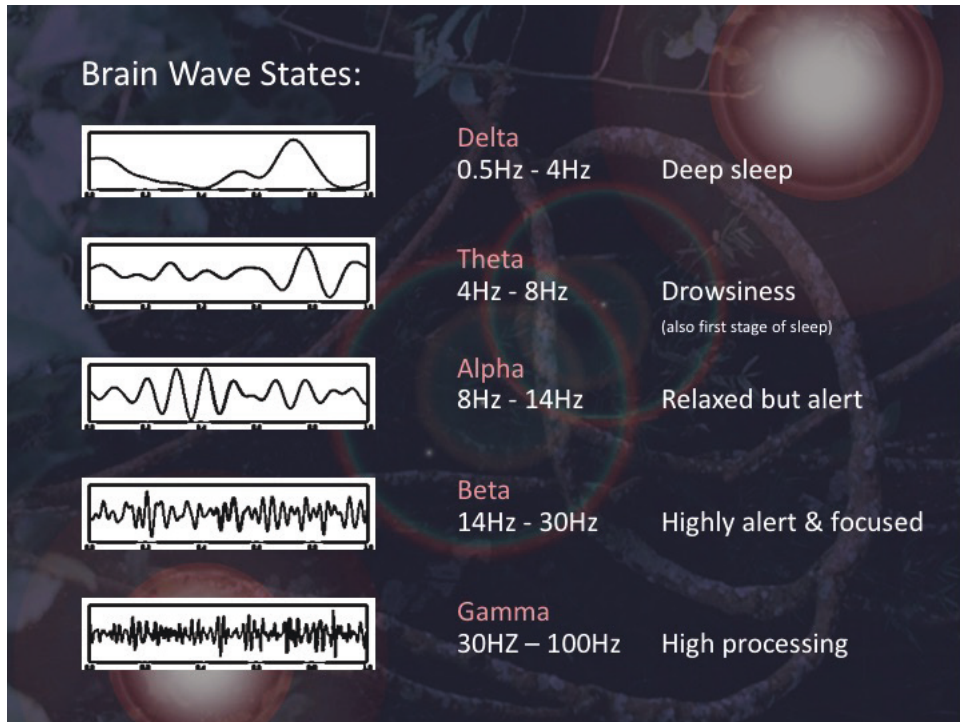 Brain Wave States:
Delta
0.5Hz - 4Hz Deep sleep
Theta
4Hz - 8Hz Drowsiness
(also first stage of sleep)
Alpha
8Hz - 14Hz Relaxed but alert
Beta
14Hz - 30Hz Highly alert & focused
Gamma
30HZ – 100Hz High processing